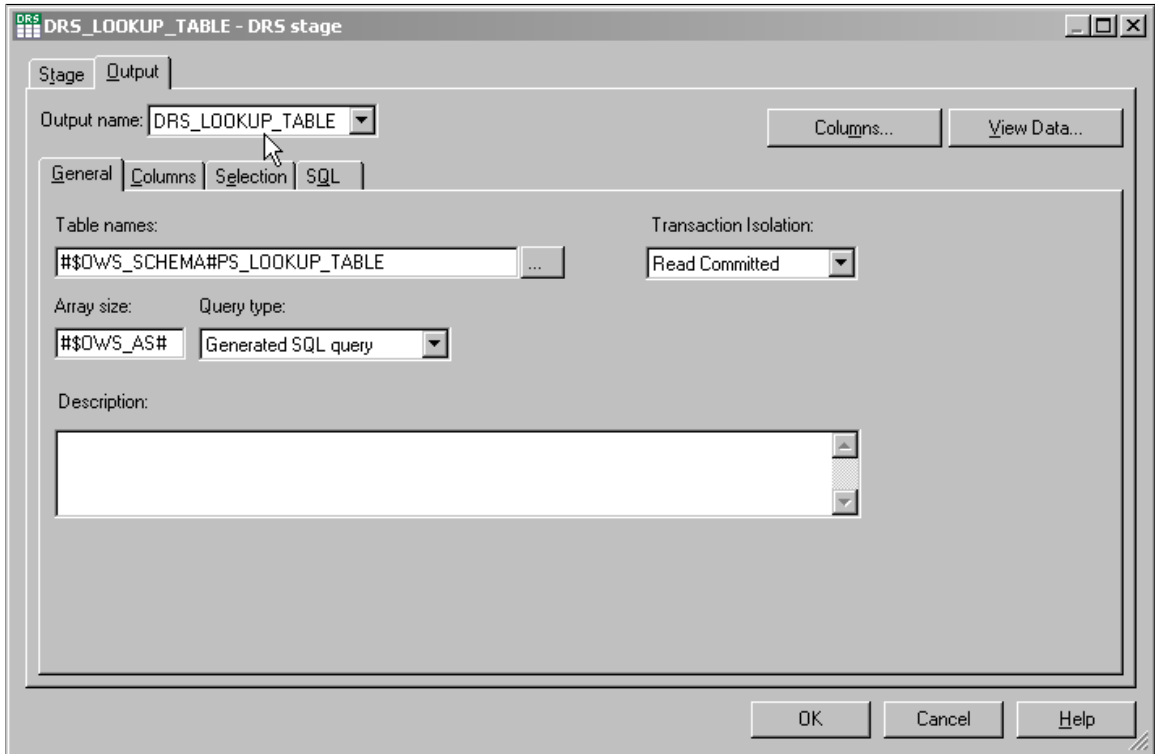 DRS DRS_LOOKUP_TABLE - DRS stage
Stage Output
Output name: DRS_LOOKUP_TABLE Columns... View Data...
General Columns Selection SQL
Table names: Transaction Isolation:
#$OWS_SCHEMA#PS_LOOKUP_TABLE ... Read Committed
Array size: Query type:
#$OWS_AS# Generated SQL query
Description:
OK Cancel Help